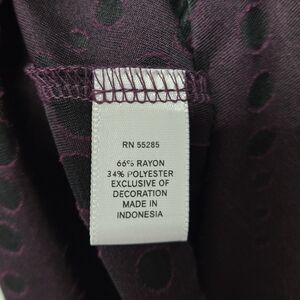 RN 55285
66% RAYON
34% POLYESTER
EXCLUSIVE OF
DECORATION
MADE IN
INDONESIA